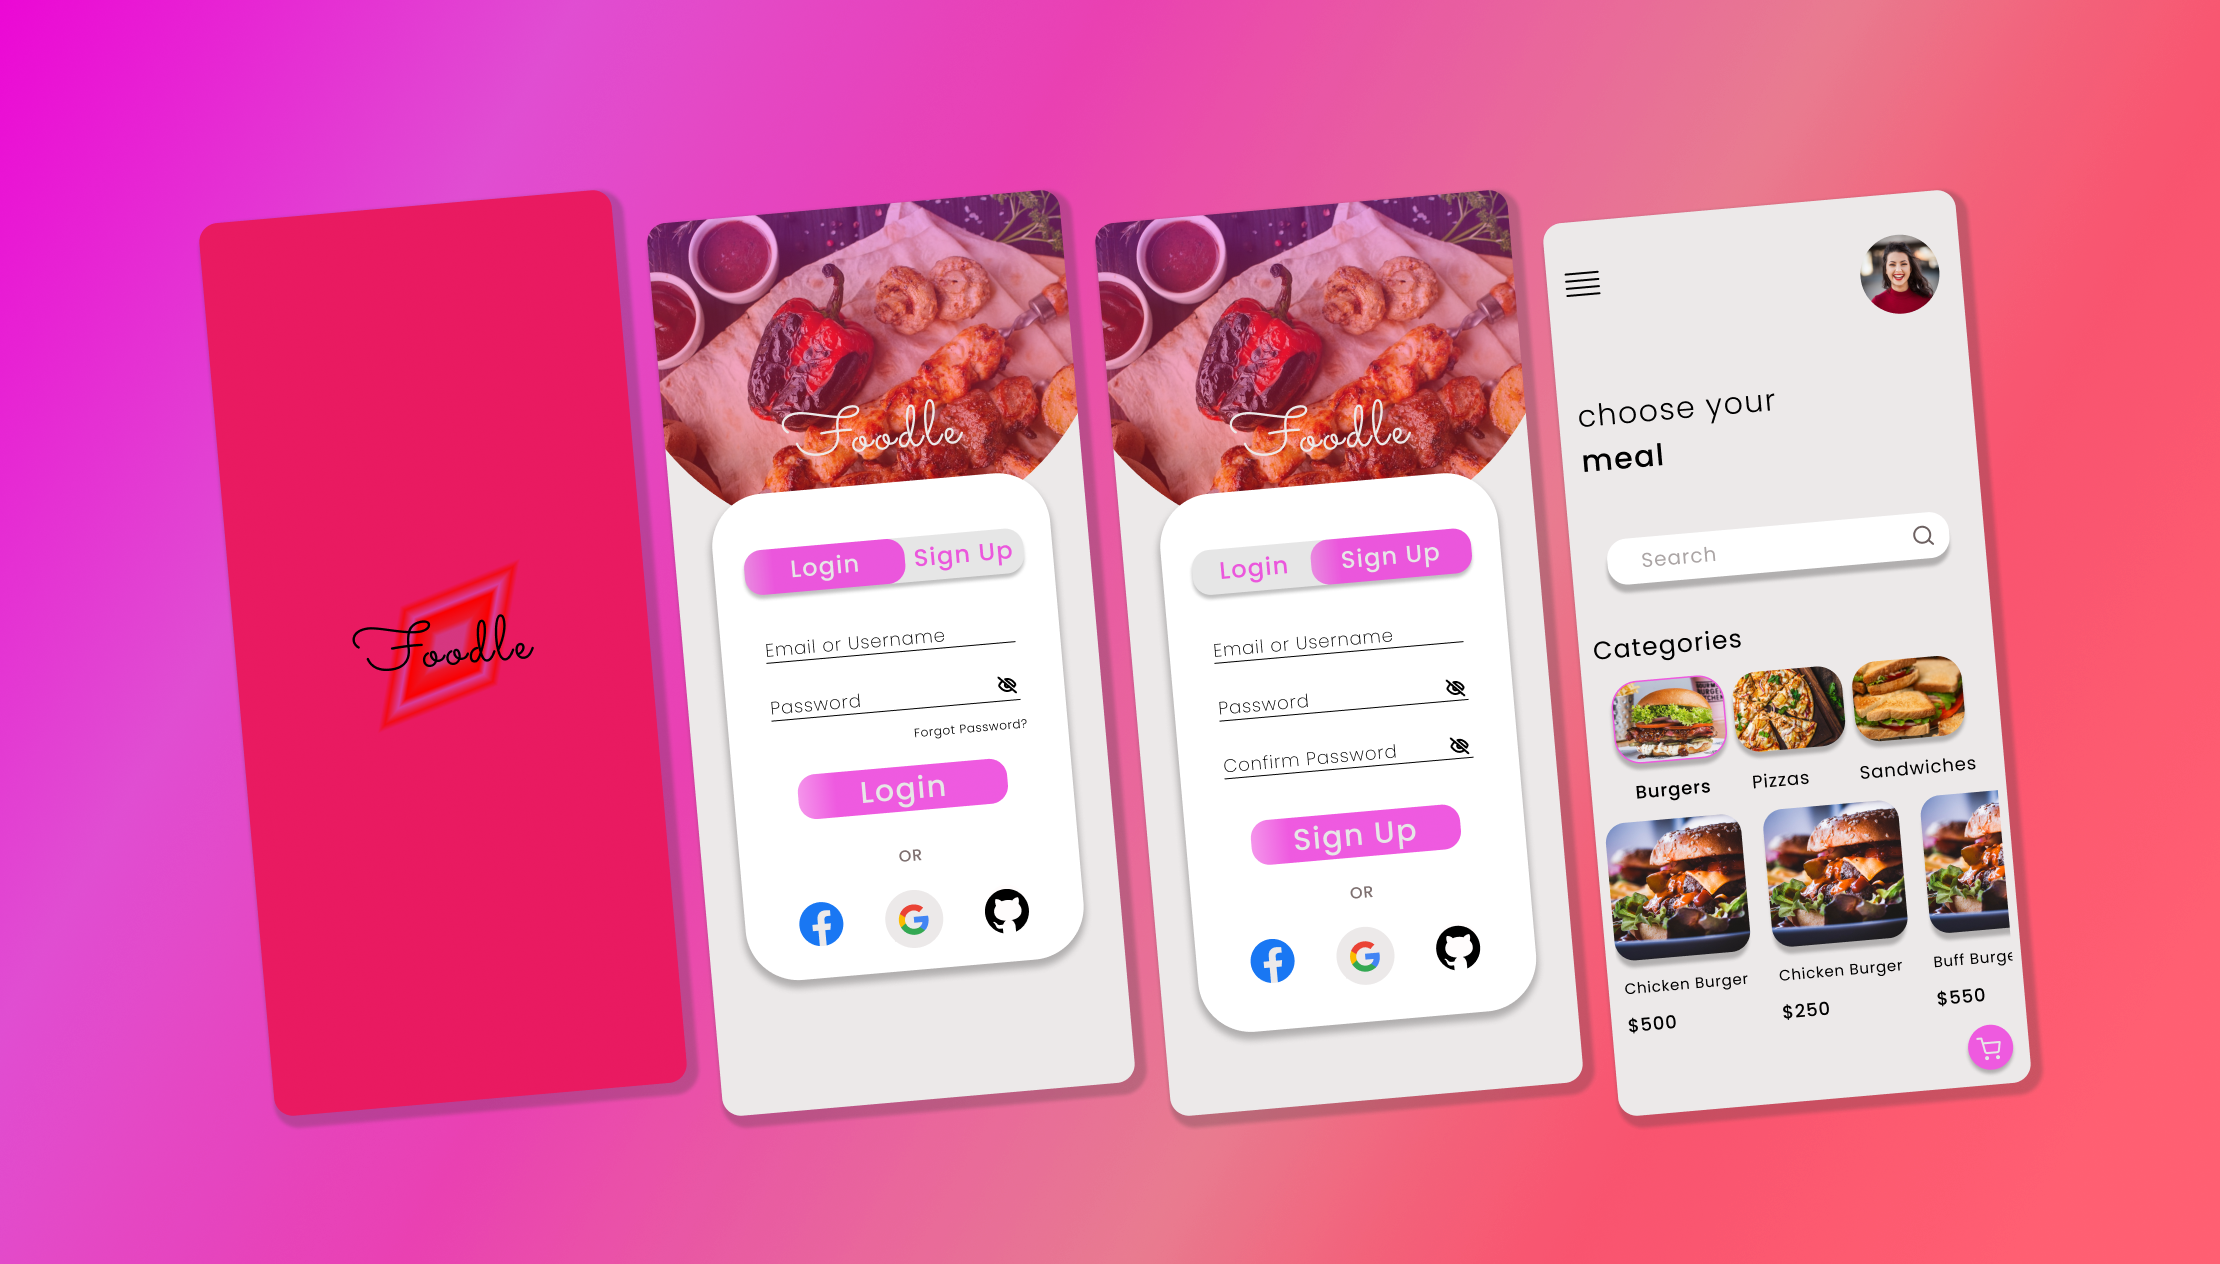 Foodle
Foodle
Login
Sign Up
Email or Username
Password
Forgot Password?
Login
OR
Foodle
Login
Sign Up
Email or Username
Password
Confirm Password
Sign Up
OR
choose your
meal
Search
Categories
Burgers
Pizzas
Sandwiches
Chicken Burger
$500
Chicken Burger
$250
Buff Burge
$550